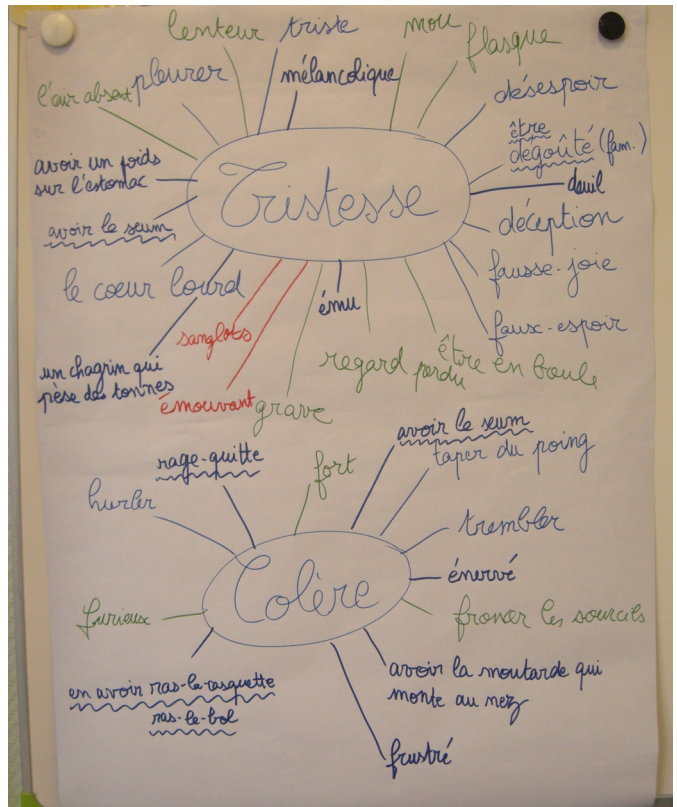 lenteur
triste
mou
flasque
l'air absent
pleurer
mélancolique
désespoir
être
dégoûté (fam.)
avoir un poids
sur l'estomac
deuil
Tristesse
avoir le seum
déception
le coeur lourd
fausse-joie
ému
faux-espoir
sanglots
un chagrin qui
pèse des tonnes
émouvant
grave
regard perdu
être en boule
avoir le seum
rage-quitte
fort
taper du poing
hurler
trembler
Colère
énervé
furieux
froncer les sourcils
en avoir ras-la-casquette
ras-le-bol
avoir la moutarde qui
monte au nez
frustré